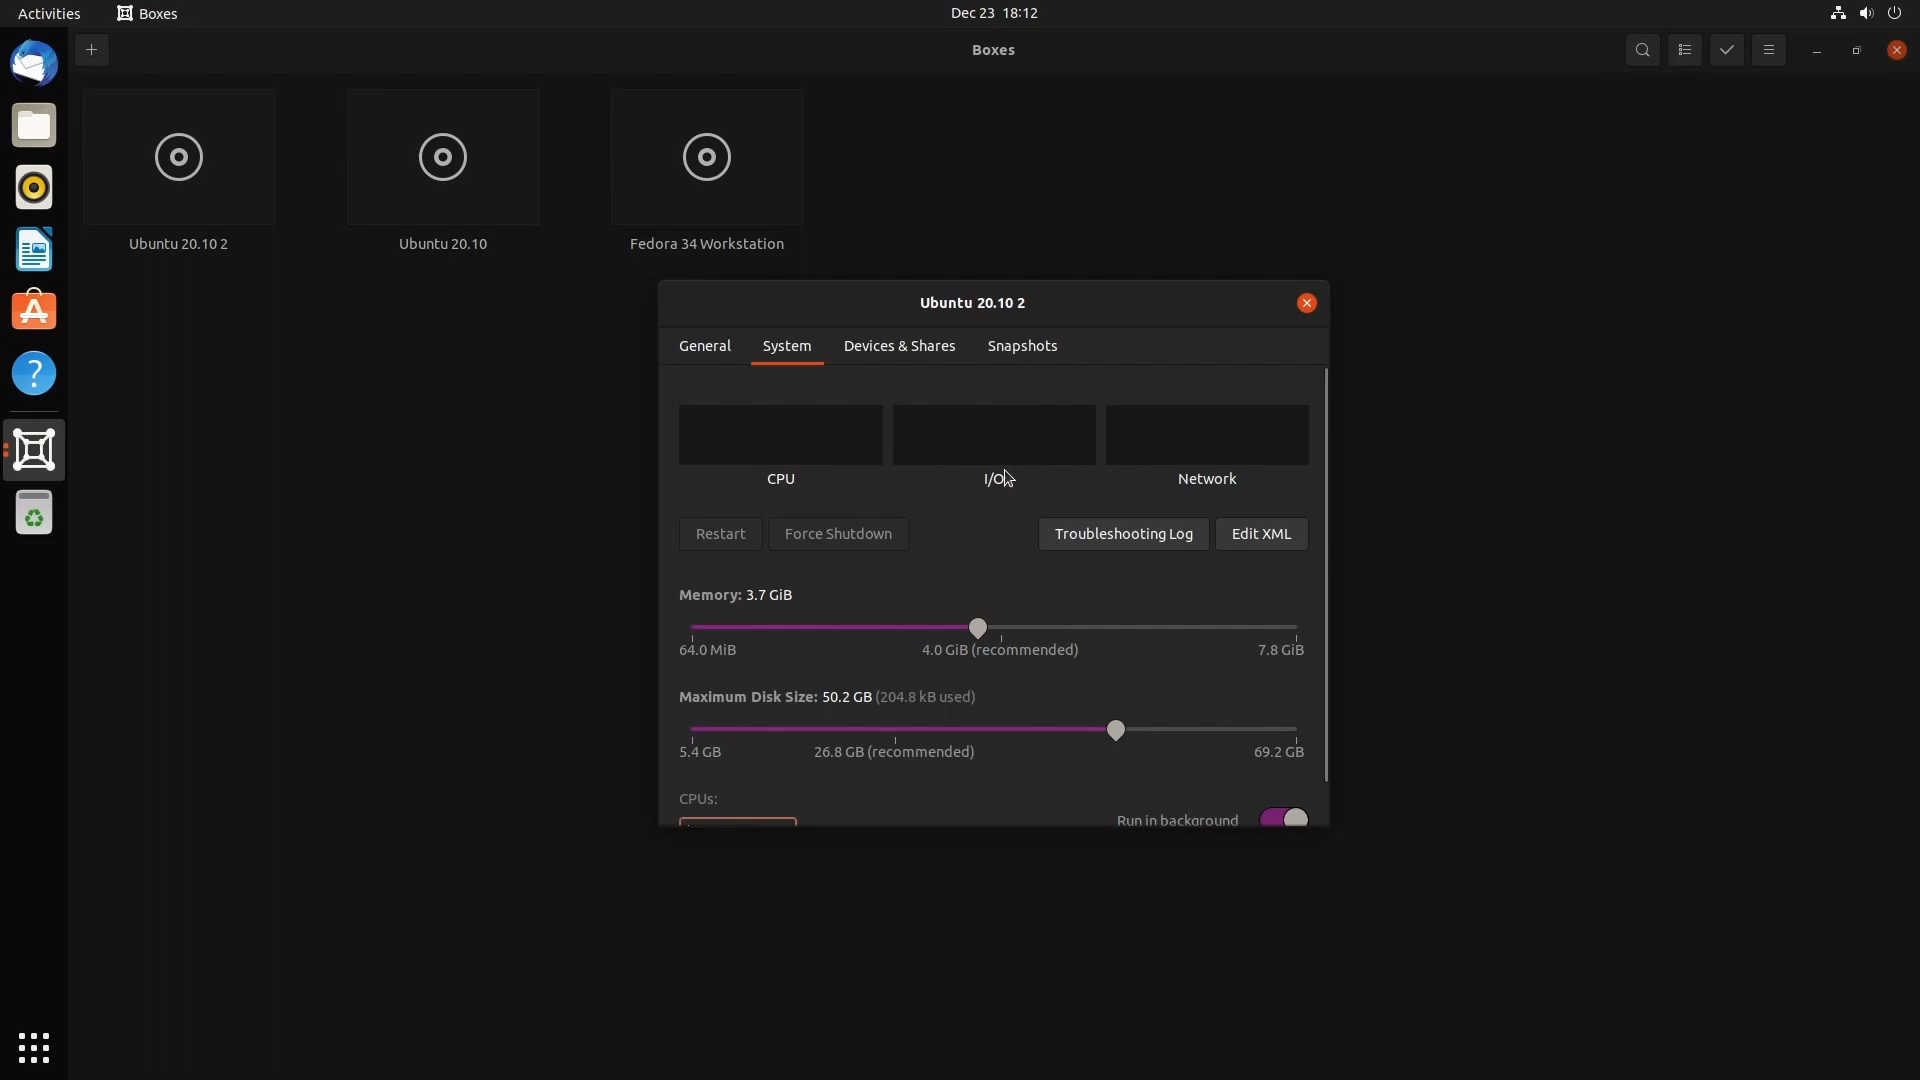 Activities
Boxes
Dec 23 18:12
Boxes
Ubuntu 20.10 2
Ubuntu 20.10
Fedora 34 Workstation
Ubuntu 20.10 2
General
System
Devices & Shares
Snapshots
CPU
I/O
Network
Restart
Force Shutdown
Troubleshooting Log
Edit XML
Memory: 3.7 GiB
64.0 MiB
4.0 GiB (recommended)
7.8 GiB
Maximum Disk Size: 50.2 GB (204.8 kB used)
5.4 GB
26.8 GB (recommended)
69.2 GB
CPUs:
Run in background